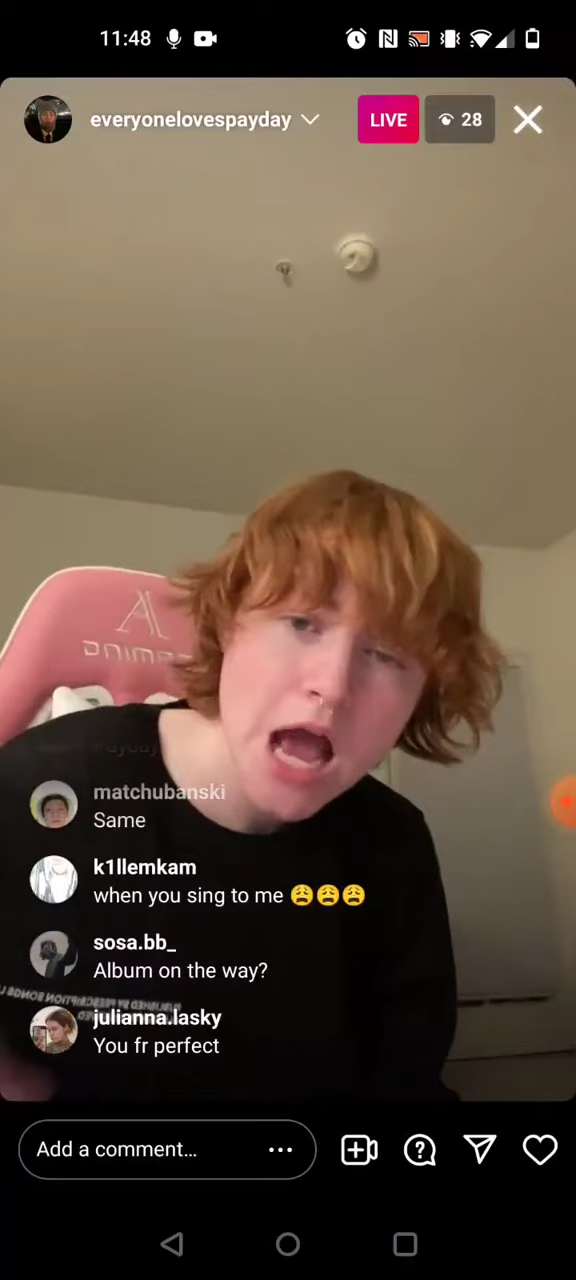 11:48
everyonelovespayday
LIVE
28
matchubanski
Same
k1llemkam
when you sing to me 😩😩😩
sosa.bb_
Album on the way?
julianna.lasky
You fr perfect
Add a comment...